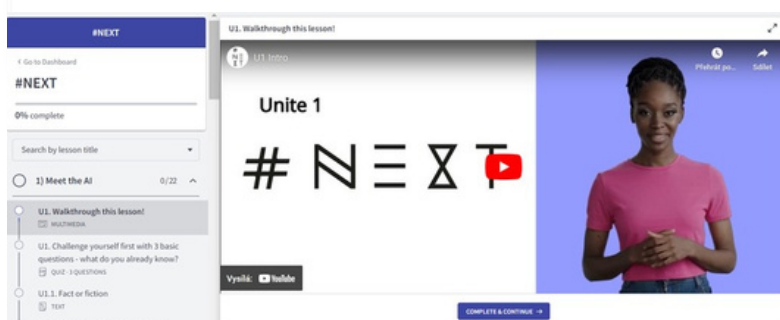 #NEXT
Go to Dashboard
#NEXT
0% complete
Search by lesson title
1) Meet the AI 0/22
U1. Walkthrough this lesson!
MULTIMEDIA
U1. Challenge yourself first with 3 basic
questions - what do you already know?
QUIZ · 3 QUESTIONS
U1.1. Fact or fiction
TEXT
U1. Walkthrough this lesson!
U1 Intro
Přehrát po...
Sdílet
Unite 1
# NEXT
Vysílá: YouTube
COMPLETE & CONTINUE →